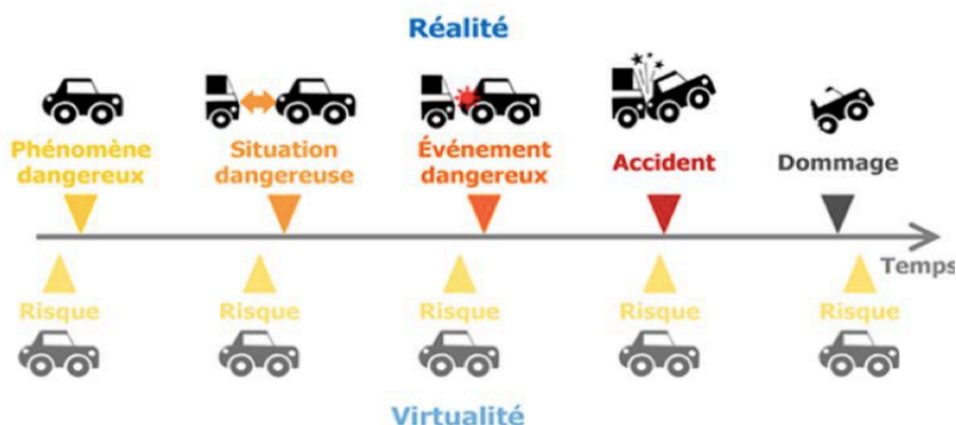 Réalité
Phénomène
dangereux
Situation
dangereuse
Événement
dangereux
Accident
Dommage
Temps
Risque
Risque
Risque
Risque
Risque
Virtualité